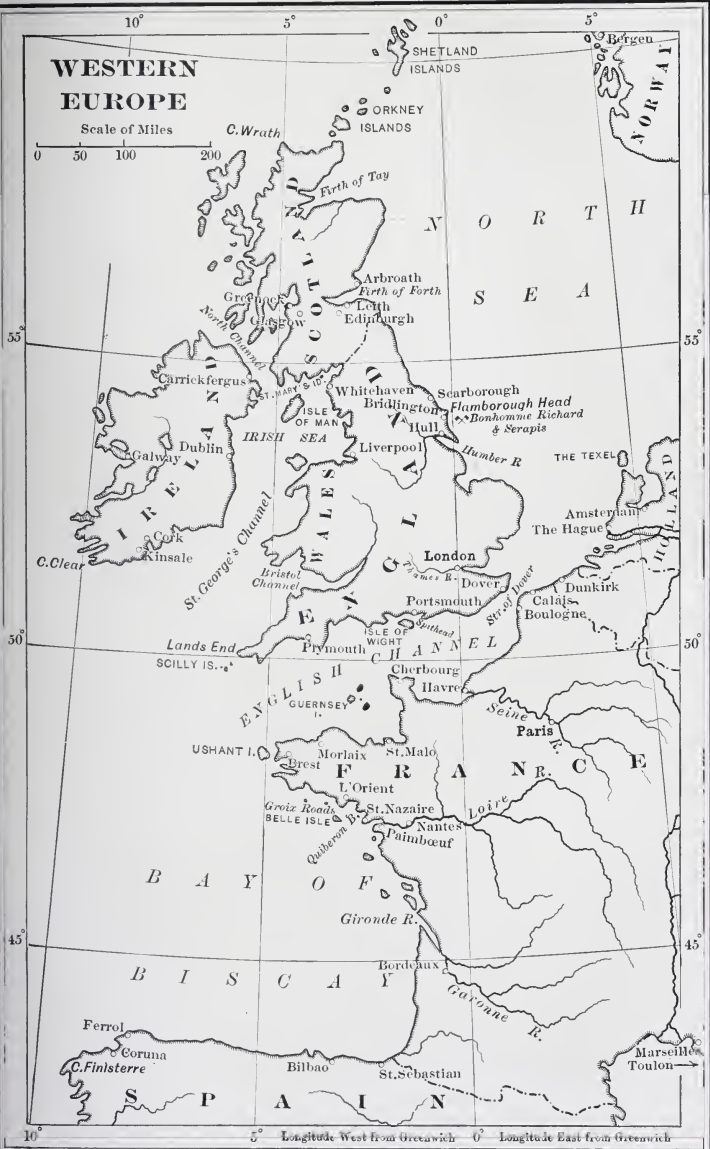 10° 5° 0° 5°
WESTERN
EUROPE
Scale of Miles
0 50 100 200
SHETLAND
ISLANDS
Bergen
NORWAY
ORKNEY
ISLANDS
C. Wrath
Firth of Tay
NORTH
SEA
SCOTLAND
Arbroath
Firth of Forth
Greenock
Leith
Glasgow
Edinburgh
North Channel
55° 55°
Carrickfergus
ST. MARY'S ID.
Whitehaven
Scarborough
Bridlington
Flamborough Head
Bonhomme Richard
& Serapis
ISLE
OF MAN
Hull
IRISH SEA
Dublin
Galway
Liverpool
Humber R
THE TEXEL
IRELAND
WALES
ENGLAND
HOLLAND
Amsterdam
The Hague
Cork
Kinsale
C. Clear
St. George's Channel
Bristol
Channel
London
Thames R.
Dover
Str. of Dover
Dunkirk
Calais
Boulogne
Portsmouth
Spithead
ISLE OF
WIGHT
50° 50°
Lands End
Plymouth
SCILLY IS.
ENGLISH CHANNEL
Cherbourg
Havre
GUERNSEY
I.
Seine R.
Paris
USHANT I.
Morlaix
St. Malo
Brest
FRANCE
L'Orient
Groix Roads
St. Nazaire
BELLE ISLE
Quiberon B.
Nantes
Loire R.
Paimbœuf
BAY OF
BISCAY
Gironde R.
45° 45°
Bordeaux
Garonne
R.
Ferrol
Coruna
C. Finisterre
Bilbao
St. Sebastian
Marseille
Toulon
SPAIN
10° 5° Longitude West from Greenwich 0° Longitude East from Greenwich